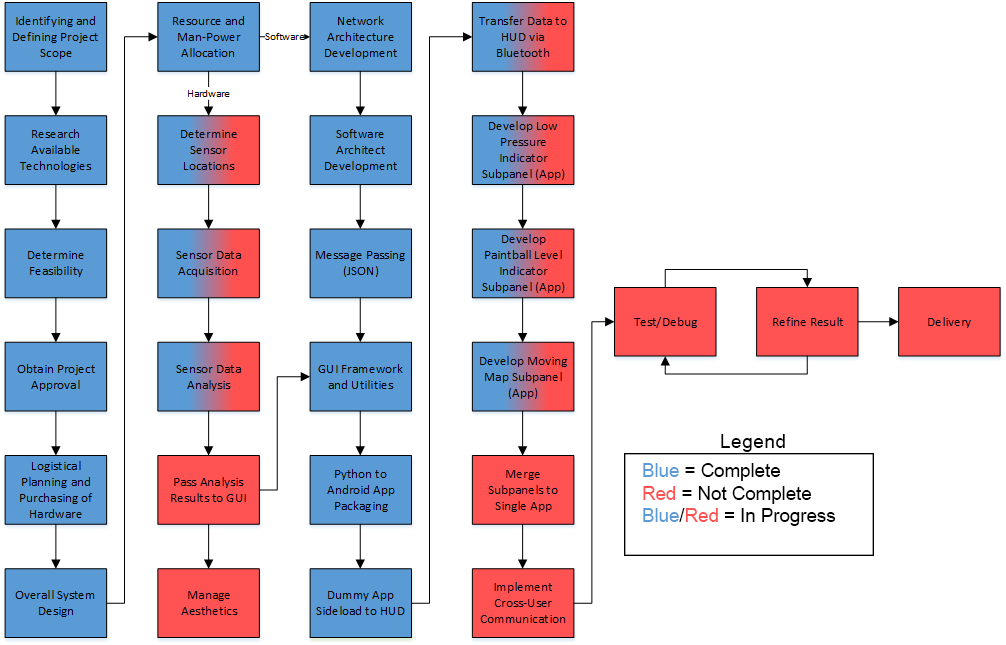 Identifying and
Defining Project
Scope
Research
Available
Technologies
Determine
Feasibility
Obtain Project
Approval
Logistical
Planning and
Purchasing of
Hardware
Overall System
Design
Resource and
Man-Power
Allocation
Software
Hardware
Determine
Sensor
Locations
Sensor Data
Acquisition
Sensor Data
Analysis
Pass Analysis
Results to GUI
Manage
Aesthetics
Network
Architecture
Development
Software
Architect
Development
Message Passing
(JSON)
GUI Framework
and Utilities
Python to
Android App
Packaging
Dummy App
Sideload to HUD
Transfer Data to
HUD via
Bluetooth
Develop Low
Pressure
Indicator
Subpanel (App)
Develop
Paintball Level
Indicator
Subpanel (App)
Develop Moving
Map Subpanel
(App)
Merge
Subpanels to
Single App
Implement
Cross-User
Communication
Test/Debug
Refine Result
Delivery
Legend
Blue = Complete
Red = Not Complete
Blue/Red = In Progress